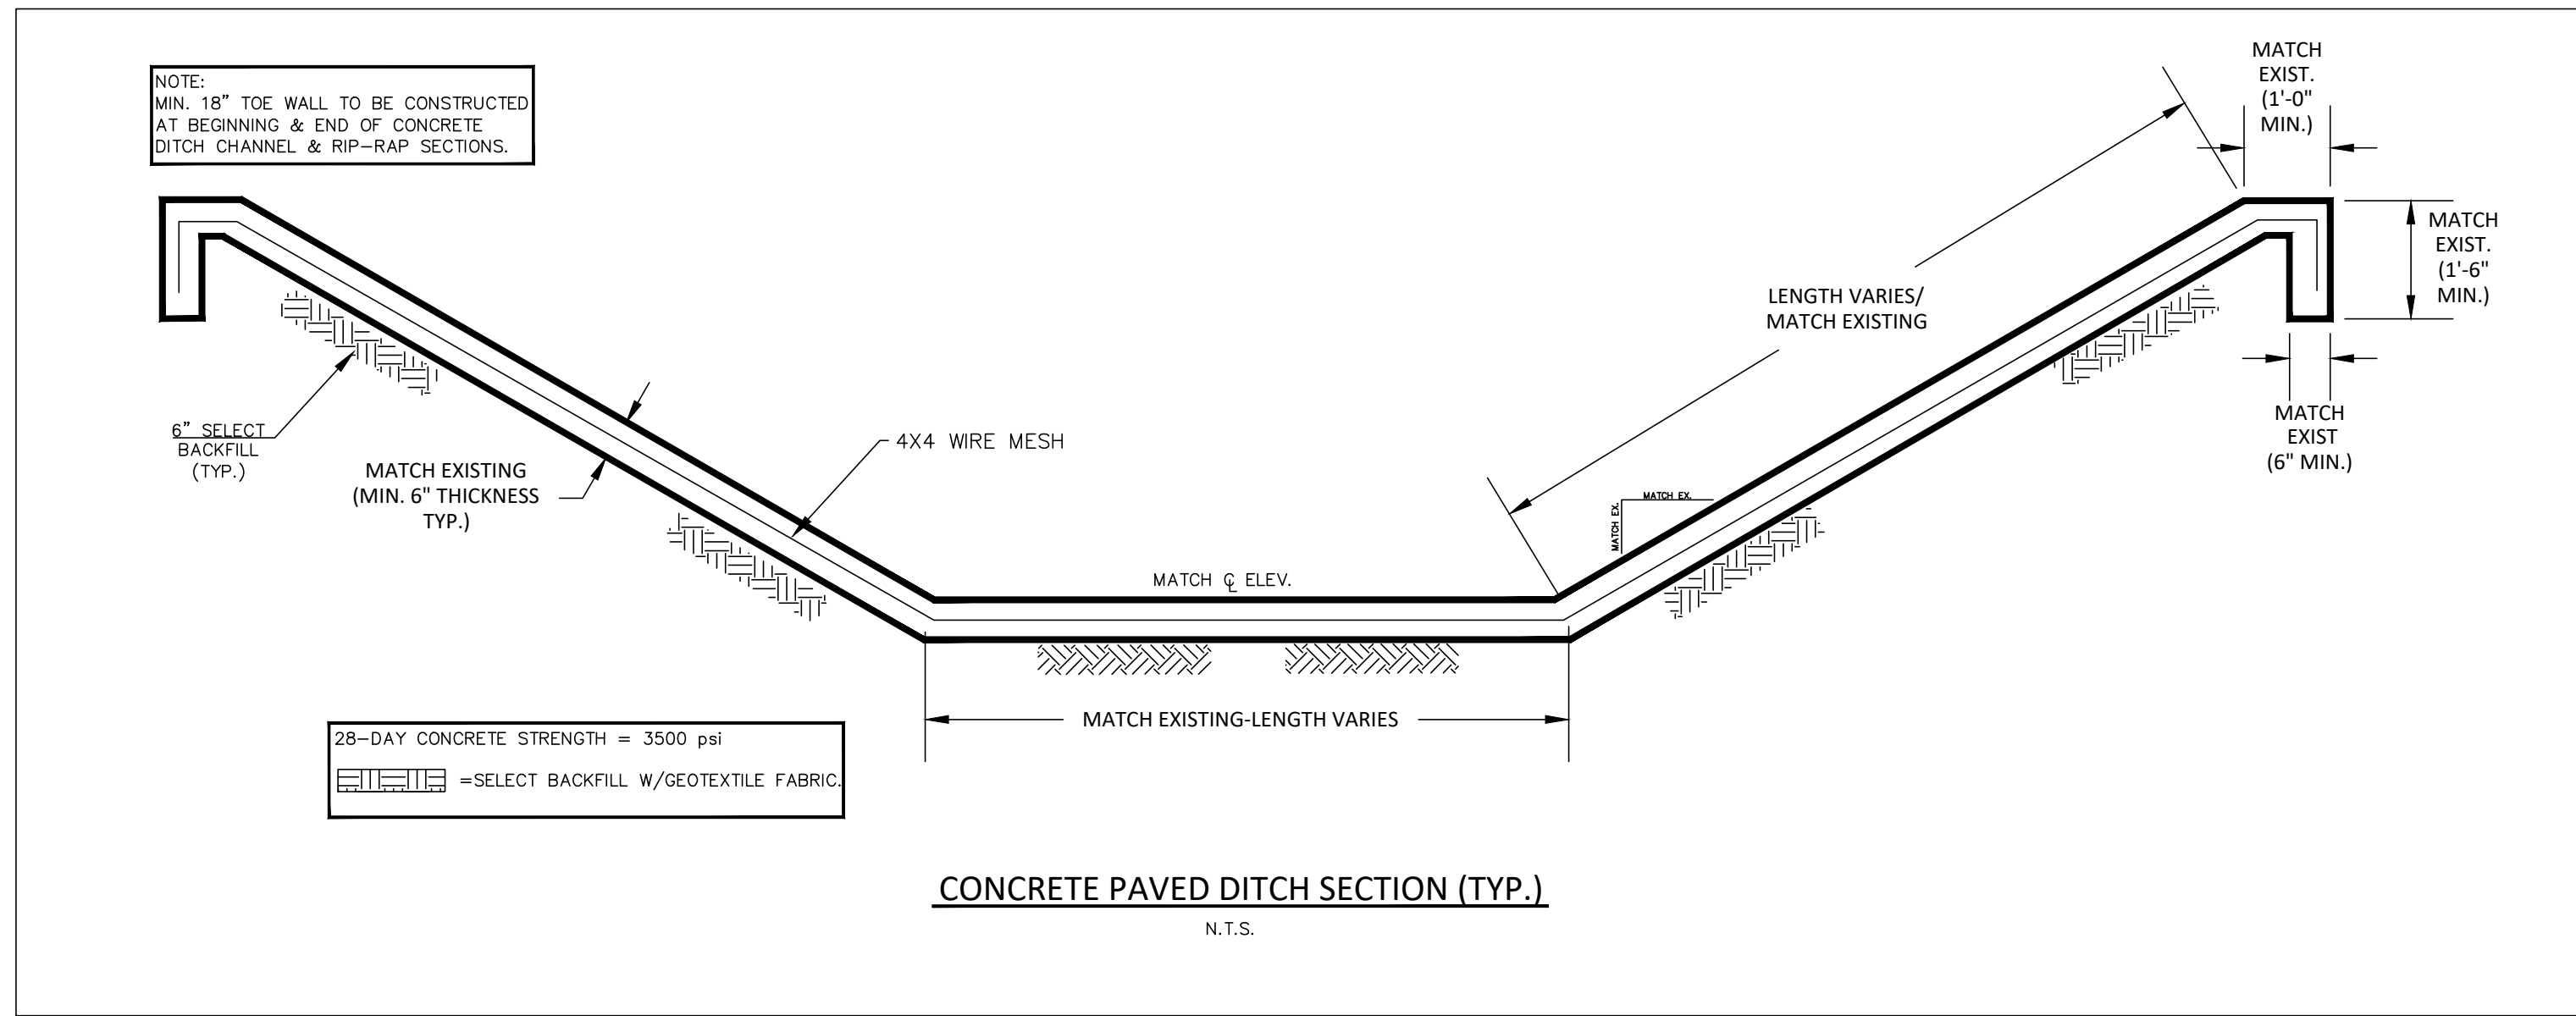 NOTE:
MIN. 18” TOE WALL TO BE CONSTRUCTED
AT BEGINNING & END OF CONCRETE
DITCH CHANNEL & RIP-RAP SECTIONS.
MATCH
EXIST.
(1'-0"
MIN.)
MATCH
EXIST.
(1'-6"
MIN.)
LENGTH VARIES/
MATCH EXISTING
MATCH
EXIST
(6" MIN.)
6” SELECT
BACKFILL
(TYP.)
MATCH EXISTING
(MIN. 6" THICKNESS
TYP.)
4X4 WIRE MESH
MATCH EX.
MATCH EX.
MATCH ℄ ELEV.
MATCH EXISTING-LENGTH VARIES
28-DAY CONCRETE STRENGTH = 3500 psi
=SELECT BACKFILL W/GEOTEXTILE FABRIC.
CONCRETE PAVED DITCH SECTION (TYP.)
N.T.S.